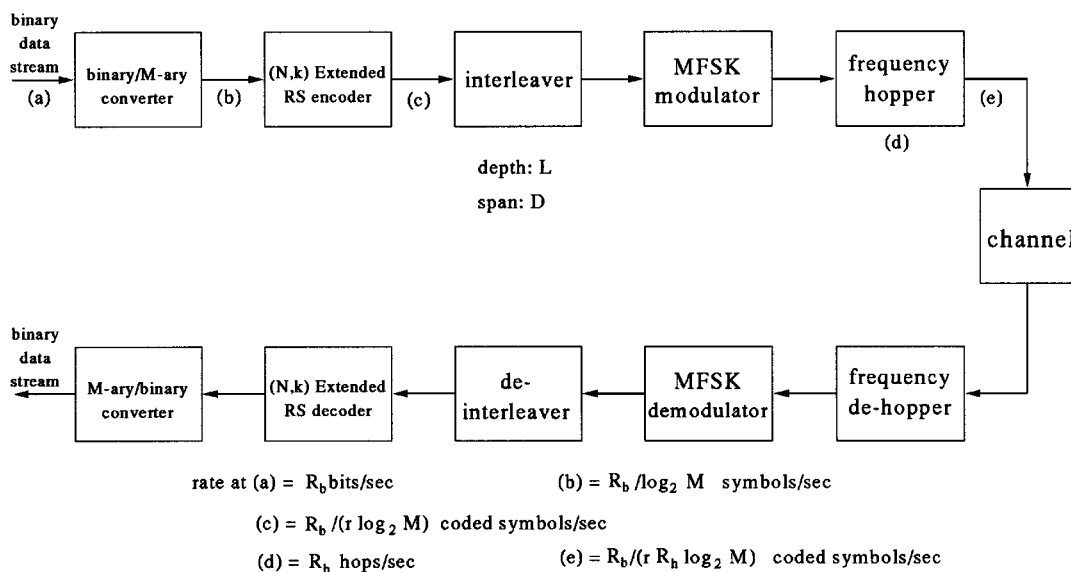 binary
data
stream
(a)
binary/M-ary
converter
(b)
(N,k) Extended
RS encoder
(c)
interleaver
MFSK
modulator
frequency
hopper
(e)
(d)
depth: L
span: D
channel
binary
data
stream
M-ary/binary
converter
(N,k) Extended
RS decoder
de-
interleaver
MFSK
demodulator
frequency
de-hopper
rate at (a) = R_b bits/sec
(b) = R_b /log_2 M symbols/sec
(c) = R_b /(r log_2 M) coded symbols/sec
(d) = R_h hops/sec
(e) = R_b/(r R_h log_2 M) coded symbols/sec